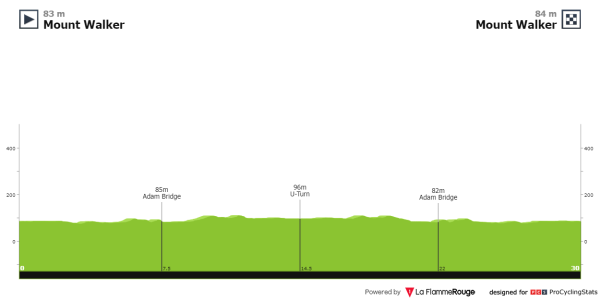 83 m
Mount Walker
84 m
Mount Walker
400
400
200
200
0
0
85m
Adam Bridge
96m
U-Turn
82m
Adam Bridge
0
7.5
14.5
22
30
Powered by La FlammeRouge
designed for PCS ProCyclingStats